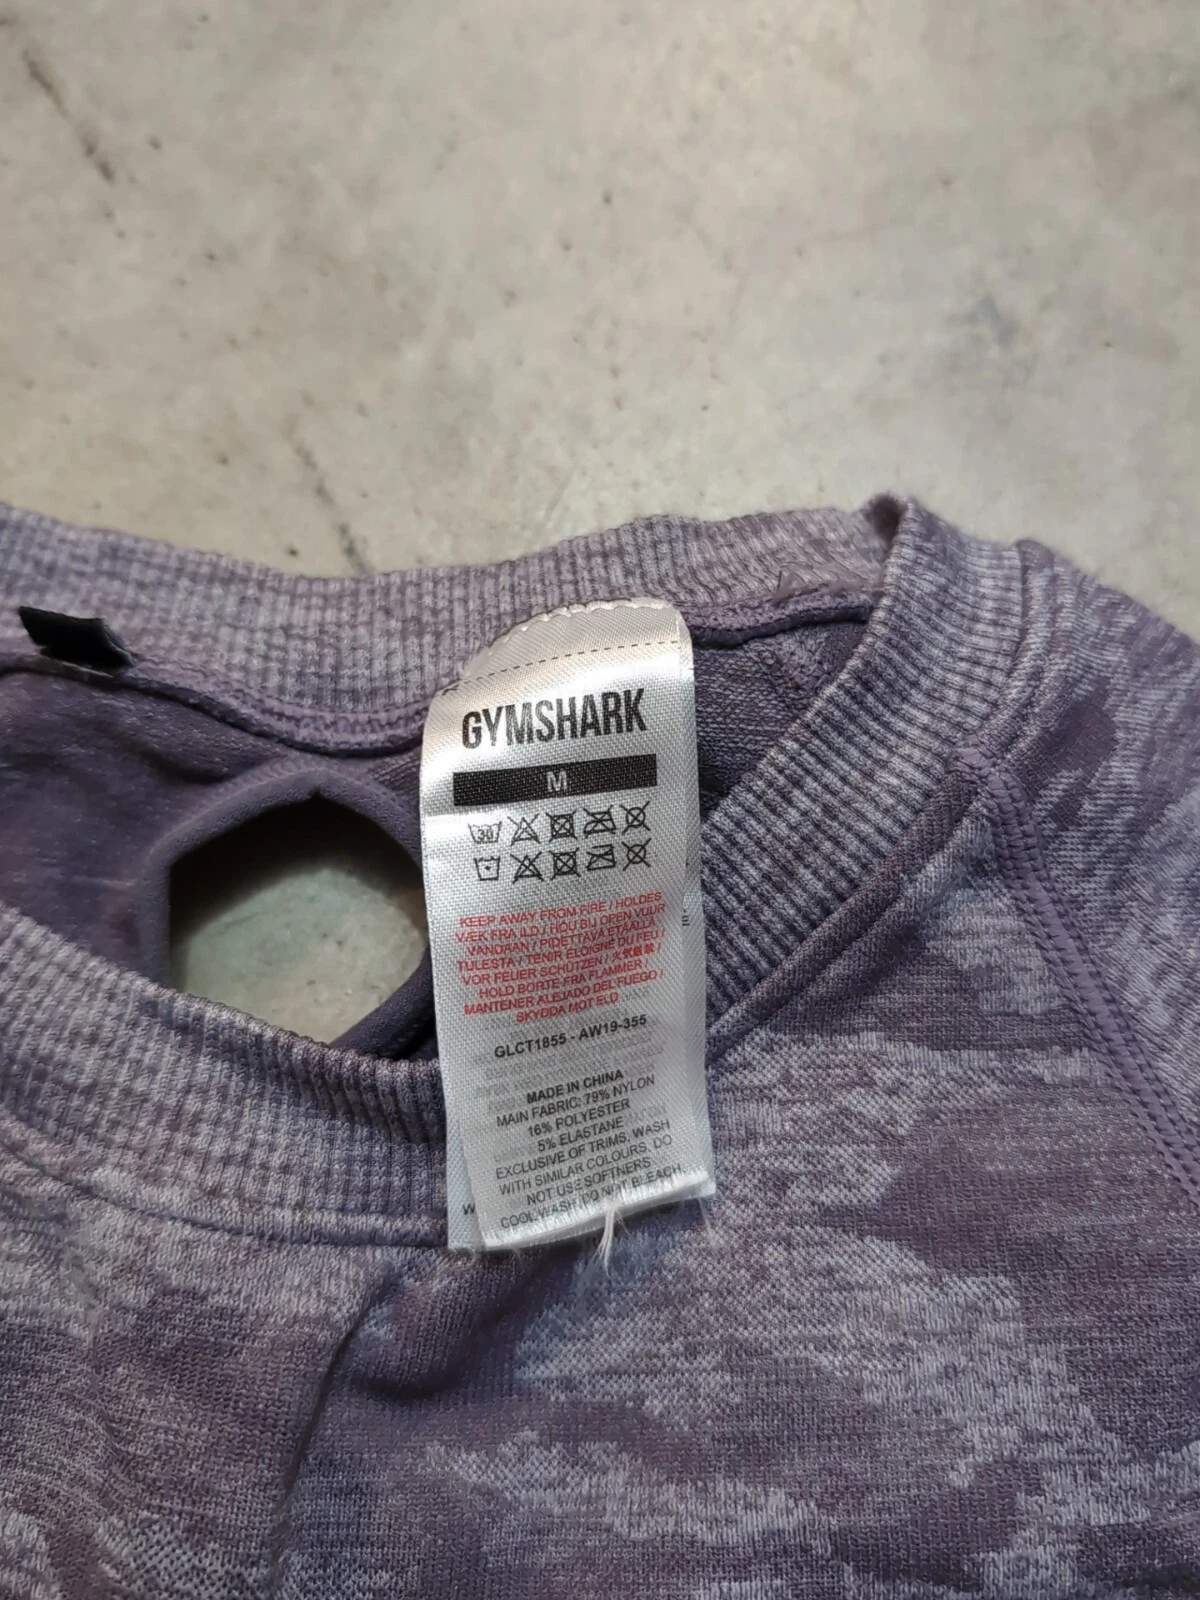 GYMSHARK
M
30
KEEP AWAY FROM FIRE / HOLDES
VÆK FRA ILD / HOU BIJ OPEN VUUR
VANDAAN / PIDETTÄVÄ ETÄÄLLÄ
TULESTA / TENIR ÉLOIGNÉ DU FEU
VOR FEUER SCHÜTZEN / 火気厳禁 /
HOLD BORTE FRA FLAMMER /
MANTENER ALEJADO DEL FUEGO /
SKYDDA MOT ELD
GLCT1855 - AW19-355
MADE IN CHINA
MAIN FABRIC: 79% NYLON
16% POLYESTER
5% ELASTANE
EXCLUSIVE OF TRIMS, WASH
WITH SIMILAR COLOURS, DO
NOT USE SOFTNERS
COOL WASH, DO NOT BLEACH,